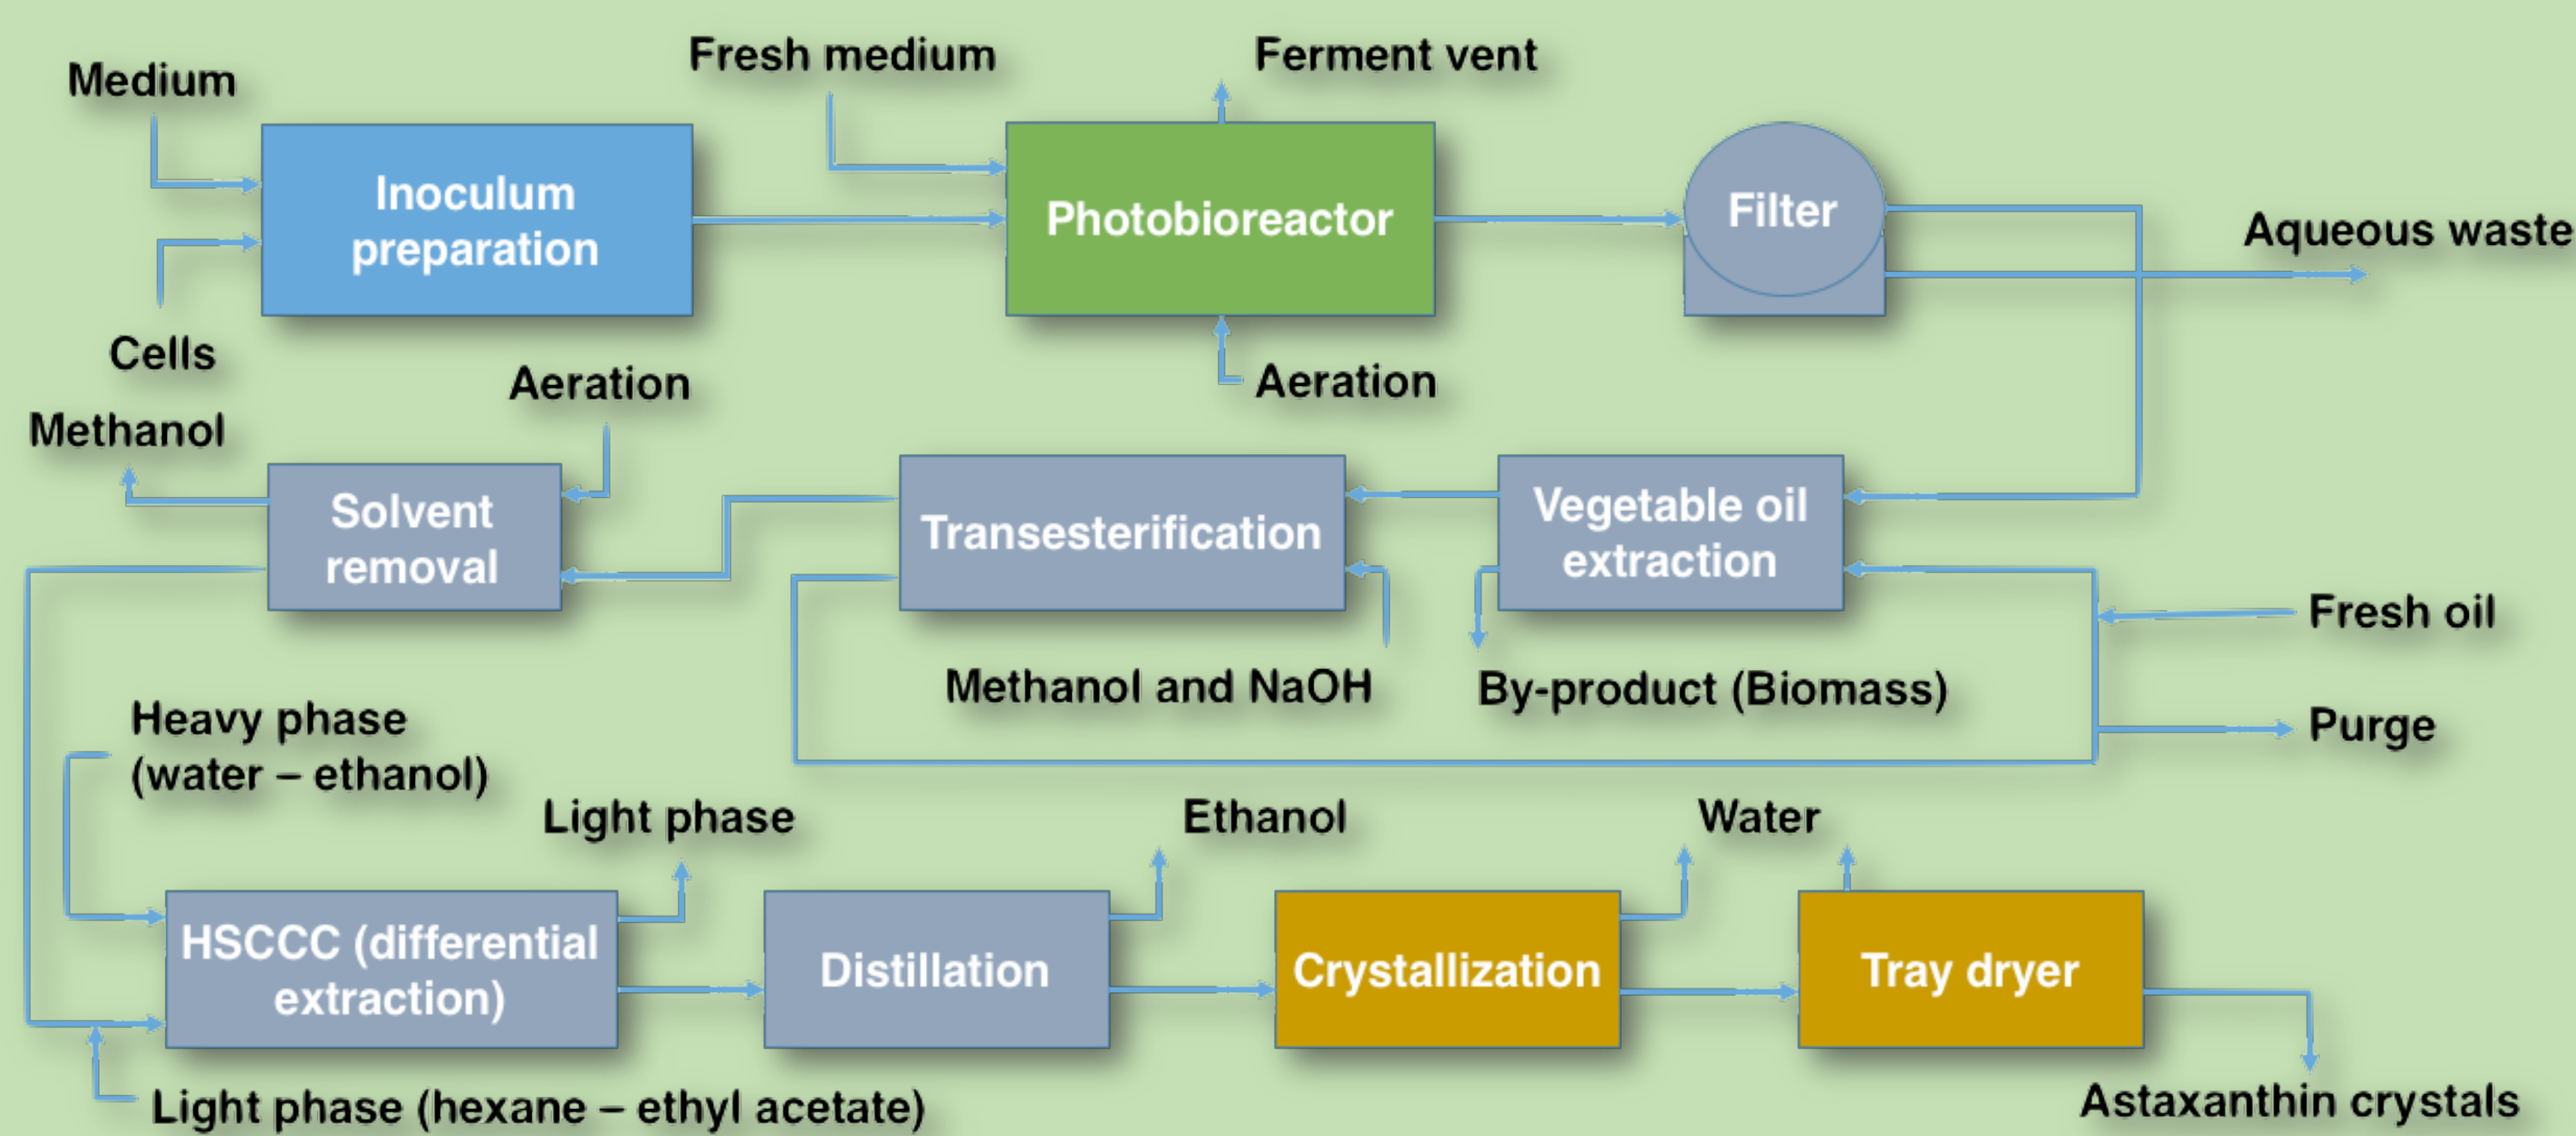 Medium
Fresh medium
Ferment vent
Inoculum
preparation
Photobioreactor
Filter
Aqueous waste
Cells
Aeration
Aeration
Methanol
Solvent
removal
Transesterification
Vegetable oil
extraction
Fresh oil
Methanol and NaOH
By-product (Biomass)
Purge
Heavy phase
(water – ethanol)
Light phase
Ethanol
Water
HSCCC (differential
extraction)
Distillation
Crystallization
Tray dryer
Light phase (hexane – ethyl acetate)
Astaxanthin crystals